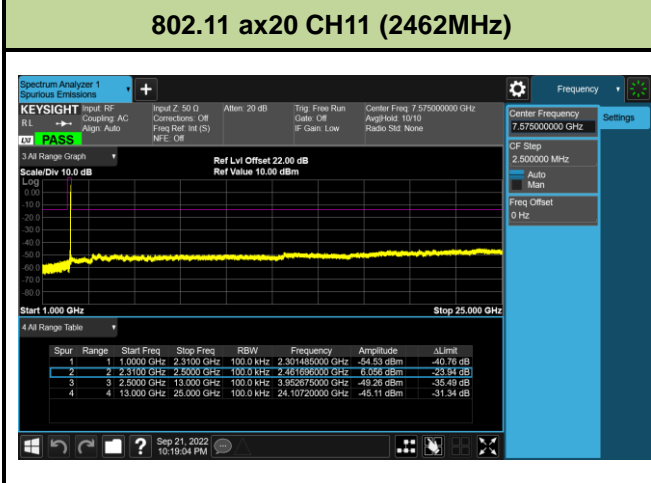 802.11 ax20 CH11 (2462MHz)
Spectrum Analyzer 1
Spurious Emissions
+
Frequency
KEYSIGHT
R L
LXI
PASS
Input: RF
Coupling: AC
Align: Auto
Input Z: 50 Ω
Corrections: Off
Freq Ref: Int (S)
NFE: Off
Atten: 20 dB
Trig: Free Run
Gate: Off
IF Gain: Low
Center Freq: 7.575000000 GHz
Avg|Hold: 10/10
Radio Std: None
Center Frequency
7.575000000 GHz
Settings
CF Step
2.500000 MHz
Auto
Man
Freq Offset
0 Hz
3 All Range Graph
Scale/Div 10.0 dB
Ref Lvl Offset 22.00 dB
Ref Value 10.00 dBm
Log
0.00
-10.0
-20.0
-30.0
-40.0
-50.0
-60.0
-70.0
-80.0
Start 1.000 GHz
Stop 25.000 GHz
4 All Range Table
Spur Range Start Freq Stop Freq RBW Frequency Amplitude ΔLimit
1 1 1.0000 GHz 2.3100 GHz 100.0 kHz 2.301485000 GHz -54.53 dBm -40.76 dB
2 2 2.3100 GHz 2.5000 GHz 100.0 kHz 2.461696000 GHz 6.056 dBm -23.94 dB
3 3 2.5000 GHz 13.000 GHz 100.0 kHz 3.952675000 GHz -49.26 dBm -35.49 dB
4 4 13.000 GHz 25.000 GHz 100.0 kHz 24.10720000 GHz -45.11 dBm -31.34 dB
?
Sep 21, 2022
10:19:04 PM